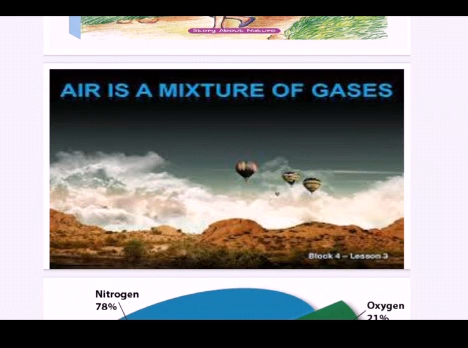 Story About Nature
AIR IS A MIXTURE OF GASES
Block 4 – Lesson 3
Nitrogen
78%
Oxygen
21%